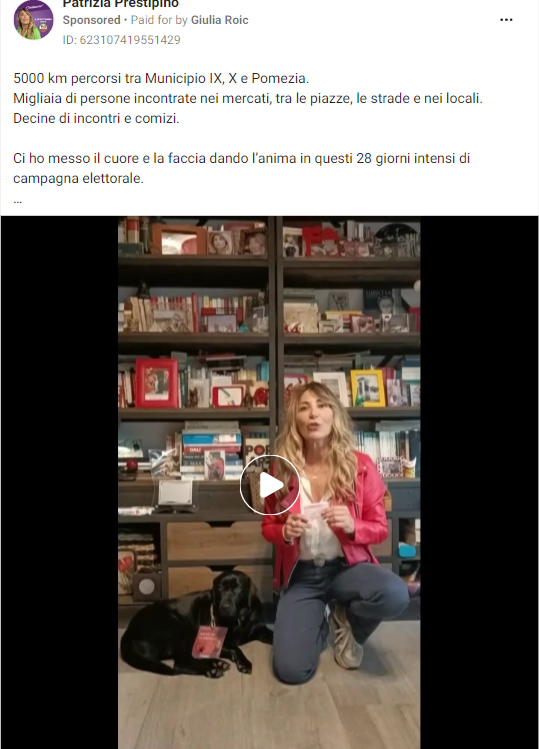 Patrizia Prestipino
Sponsored • Paid for by Giulia Roic
ID: 623107419551429
5000 km percorsi tra Municipio IX, X e Pomezia.
Migliaia di persone incontrate nei mercati, tra le piazze, le strade e nei locali.
Decine di incontri e comizi.
Ci ho messo il cuore e la faccia dando l'anima in questi 28 giorni intensi di
campagna elettorale.
...
DALÍ